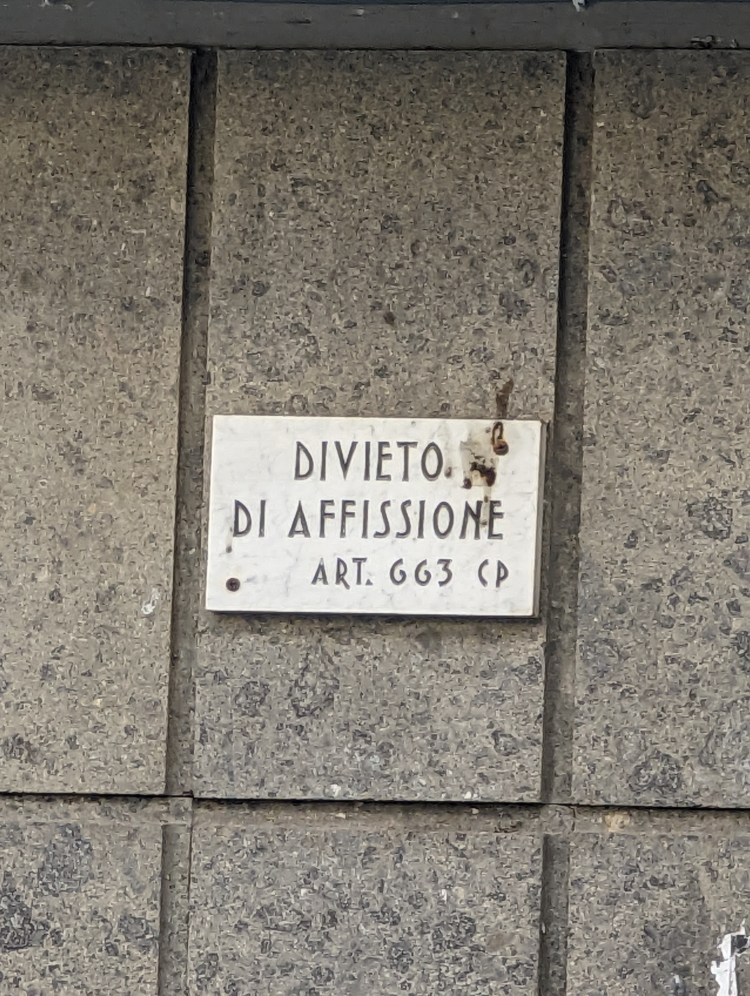 DIVIETO
DI AFFISSIONE
ART. 663 CP